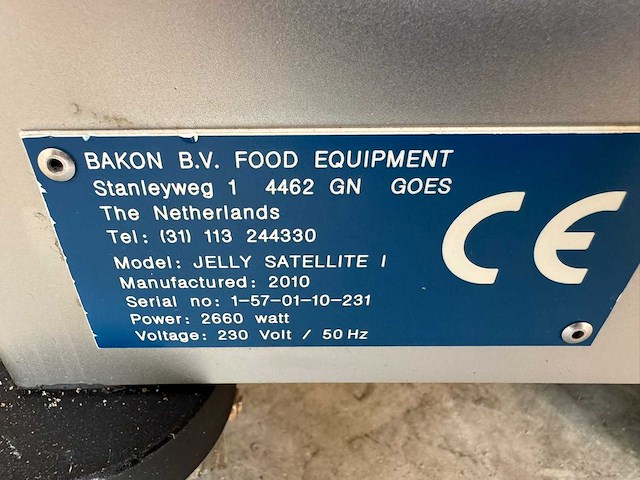 BAKON B.V. FOOD EQUIPMENT
Stanleyweg 1 4462 GN GOES
The Netherlands
Tel: (31) 113 244330
Model: JELLY SATELLITE I
Manufactured: 2010
Serial no: 1-57-01-10-231
Power: 2660 watt
Voltage: 230 Volt / 50 Hz
CE